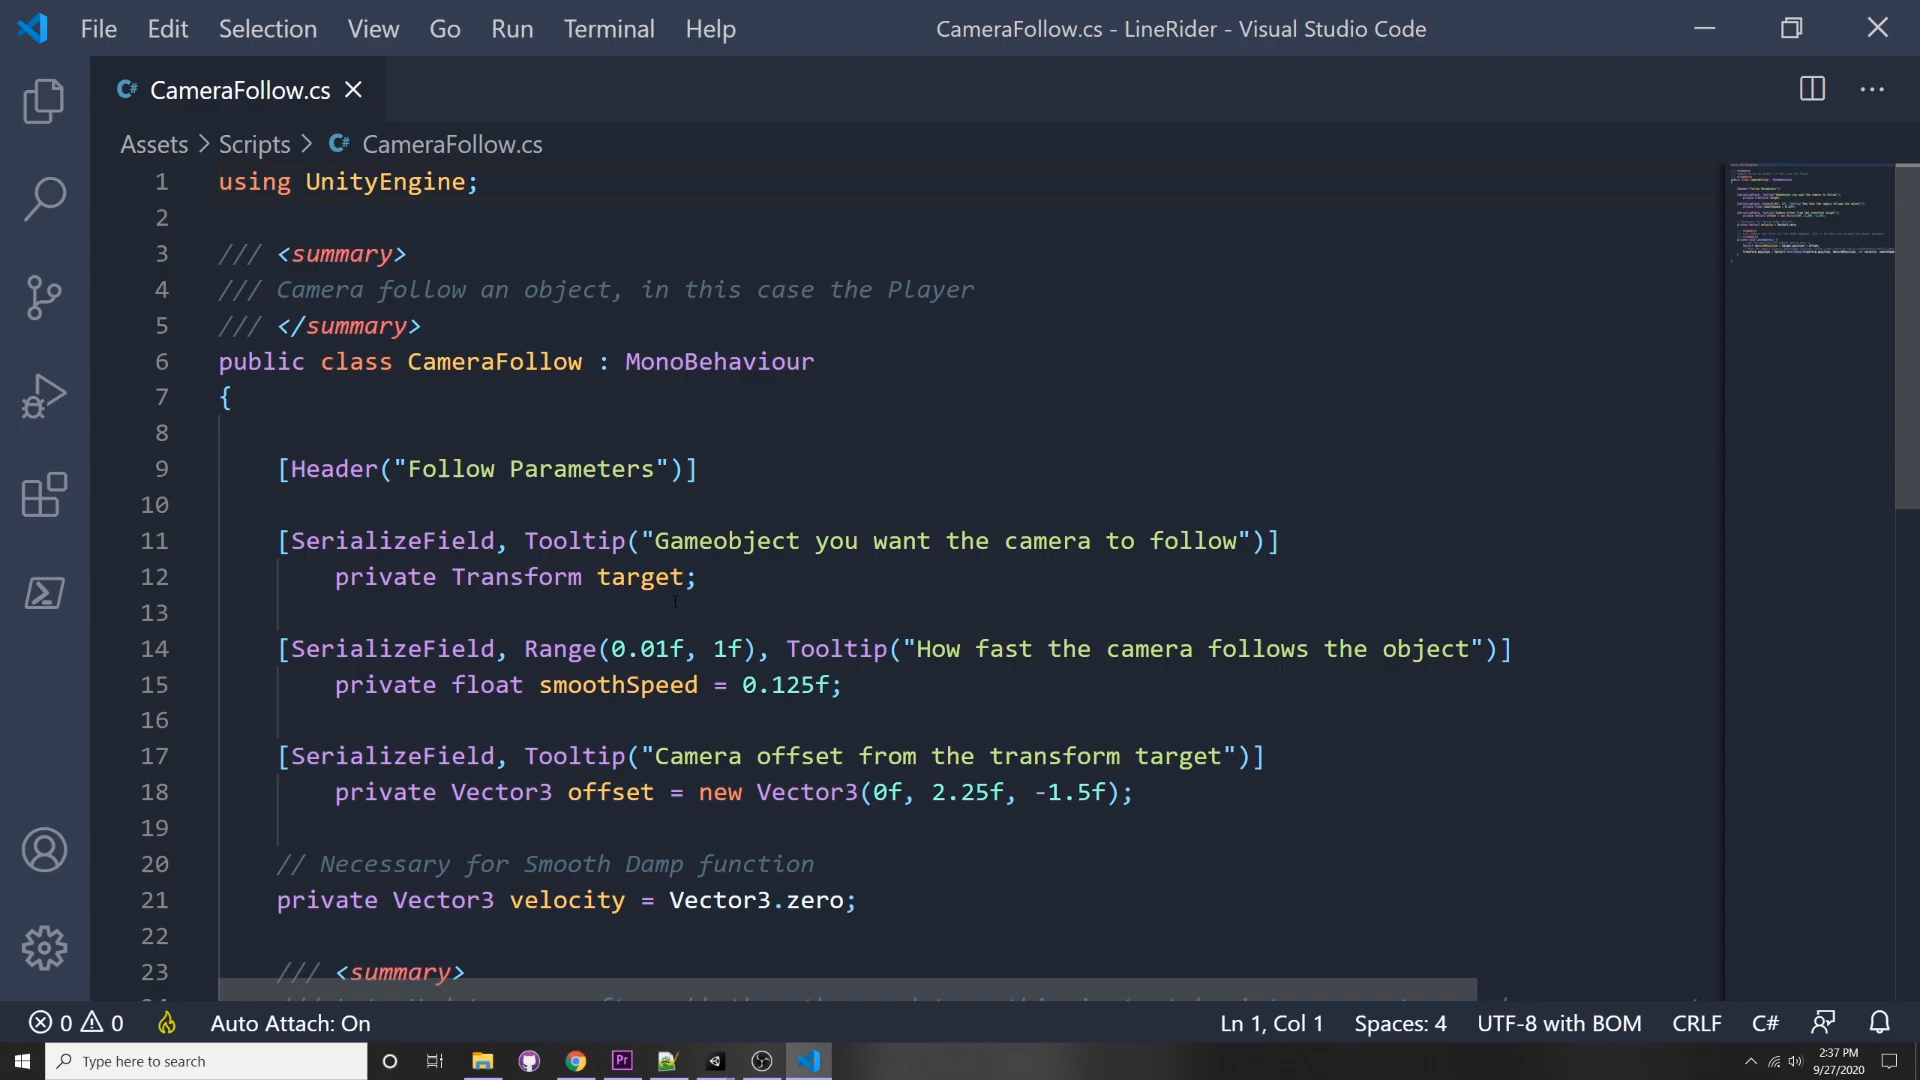 File Edit Selection View Go Run Terminal Help CameraFollow.cs - LineRider - Visual Studio Code
C# CameraFollow.cs
Assets > Scripts > C# CameraFollow.cs
1 using UnityEngine;
2
3 /// <summary>
4 /// Camera follow an object, in this case the Player
5 /// </summary>
6 public class CameraFollow : MonoBehaviour
7 {
8
9 [Header("Follow Parameters")]
10
11 [SerializeField, Tooltip("Gameobject you want the camera to follow")]
12 private Transform target;
13
14 [SerializeField, Range(0.01f, 1f), Tooltip("How fast the camera follows the object")]
15 private float smoothSpeed = 0.125f;
16
17 [SerializeField, Tooltip("Camera offset from the transform target")]
18 private Vector3 offset = new Vector3(0f, 2.25f, -1.5f);
19
20 // Necessary for Smooth Damp function
21 private Vector3 velocity = Vector3.zero;
22
23 /// <summary>
0 0 Auto Attach: On Ln 1, Col 1 Spaces: 4 UTF-8 with BOM CRLF C#
Type here to search Pr 2:37 PM
9/27/2020